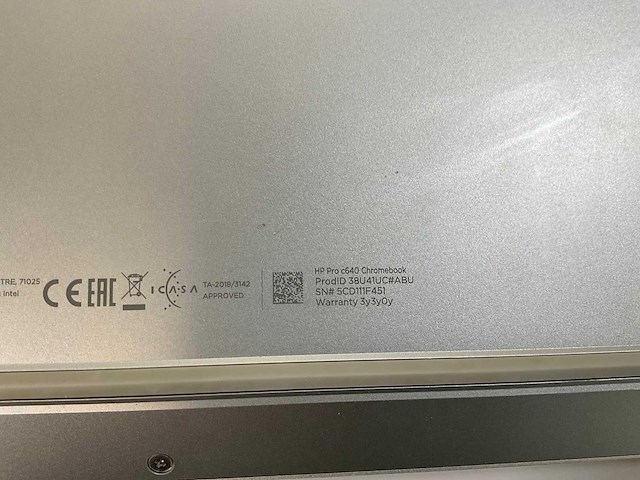 TRE, 71025
Intel
CE EAC ICASA
TA-2018/3142
APPROVED
HP Pro c640 Chromebook
ProdID 38U41UC#ABU
SN# 5CD111F451
Warranty 3y3y0y